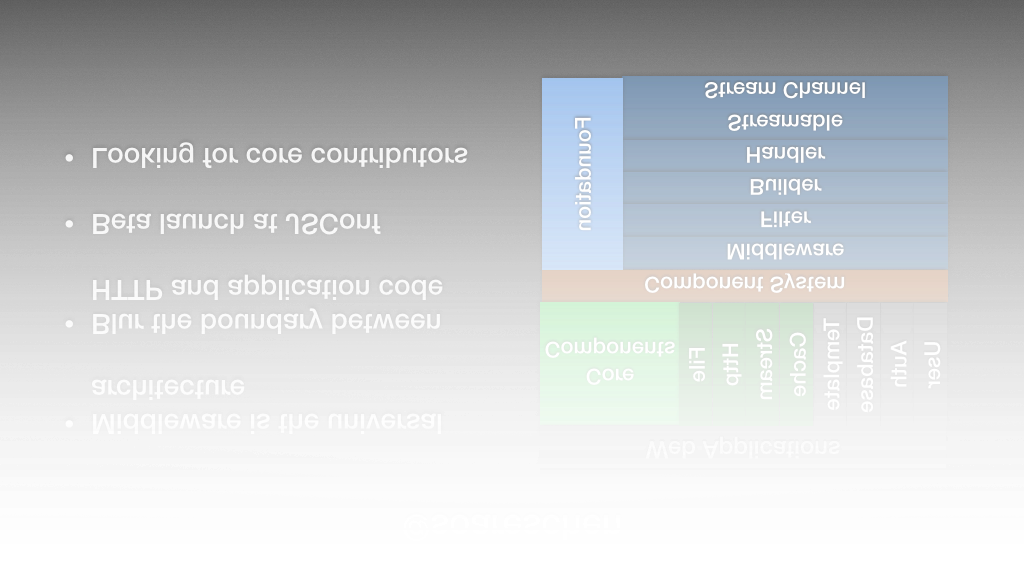 • Middleware is the universal
architecture
• Blur the boundary between
HTTP and application code
• Beta launch at JSConf
• Looking for core contributors
Web Applications
Core
Components
File
Http
Stream
Cache
Template
Database
Auth
User
Component System
Foundation
Middleware
Filter
Builder
Handler
Streamable
Stream Channel